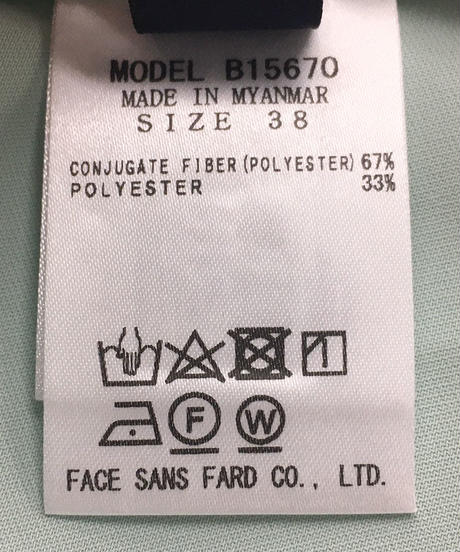 MODEL B15670
MADE IN MYANMAR
SIZE 38
CONJUGATE FIBER (POLYESTER) 67%
POLYESTER 33%
F W
FACE SANS FARD CO., LTD.